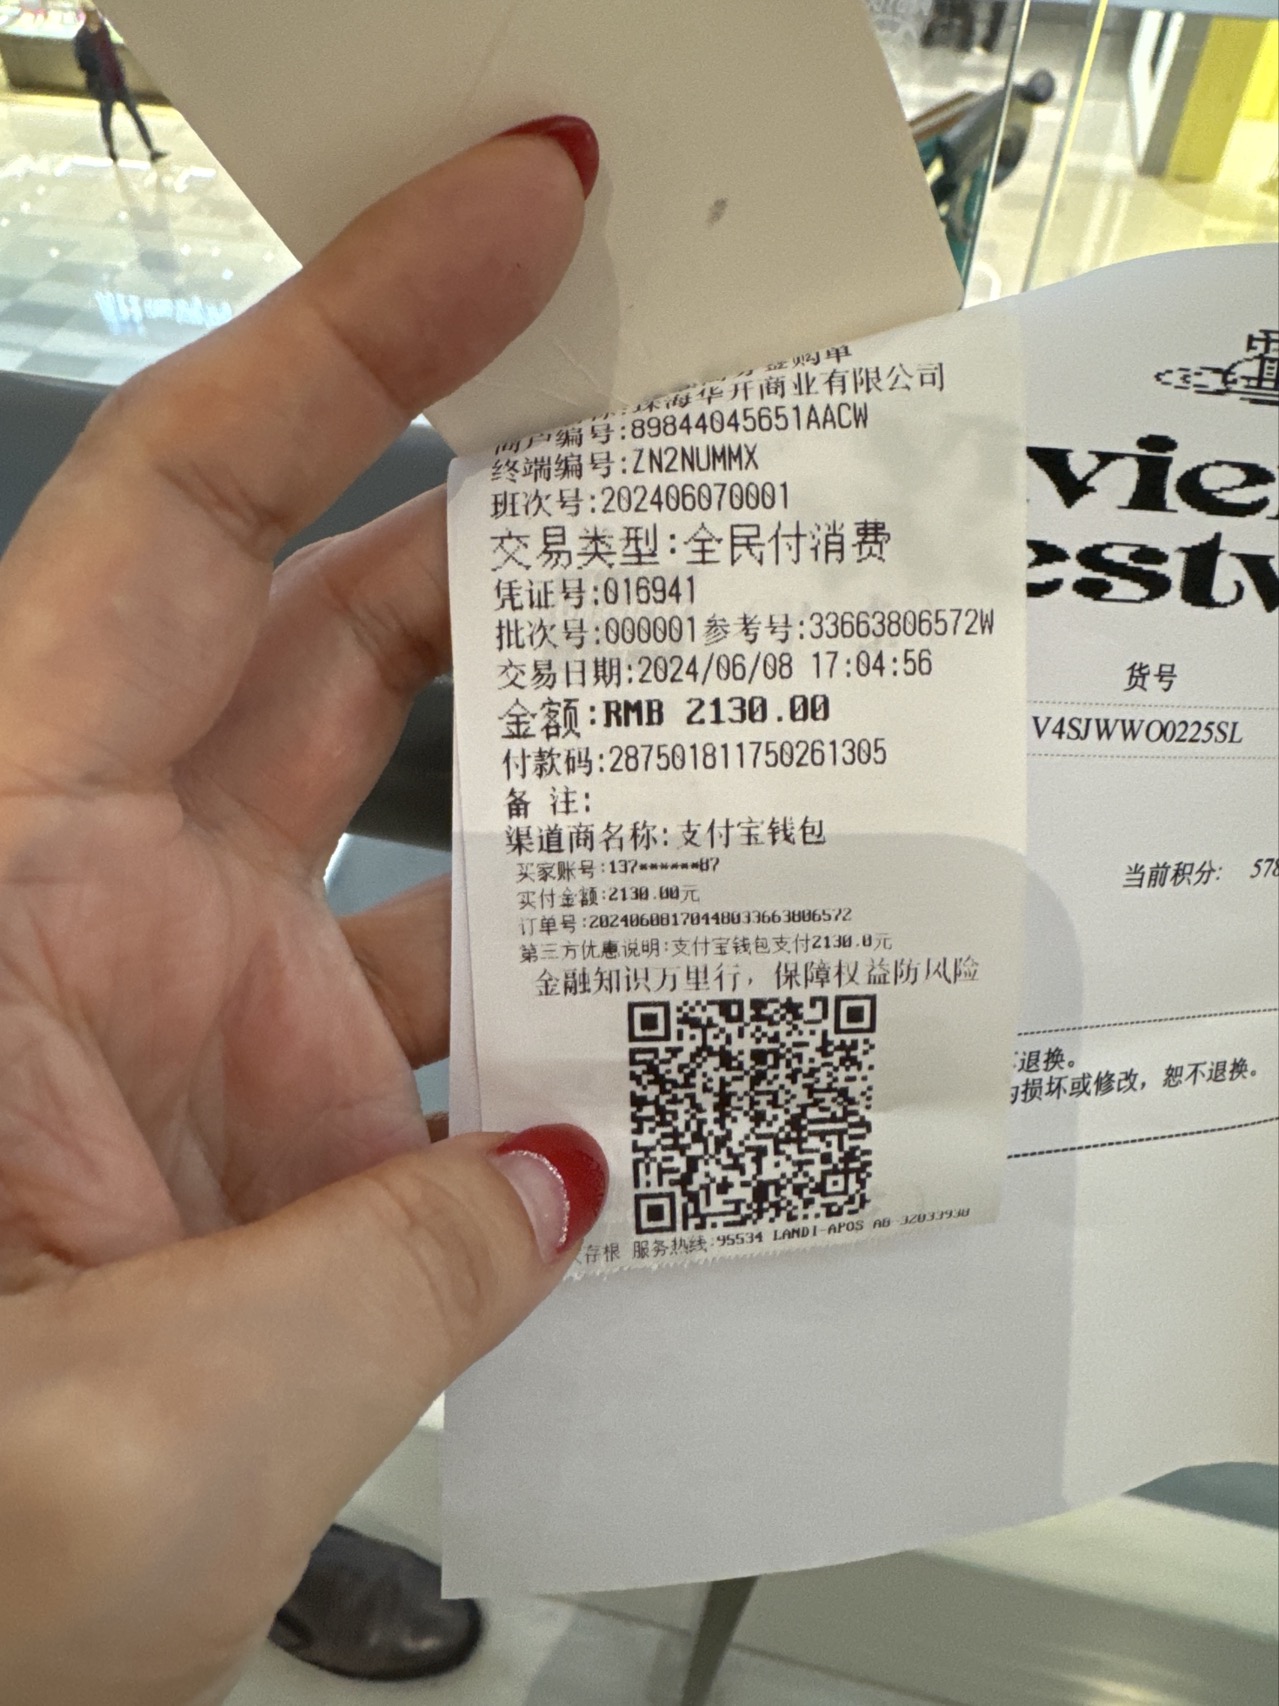 签购单
珠海华开商业有限公司
商户编号:89844045651AACW
终端编号:ZN2NUMMX
班次号:202406070001
交易类型:全民付消费
凭证号:016941
批次号:000001参考号:33663806572W
交易日期:2024/06/08 17:04:56
金额:RMB 2130.00
付款码:287501811750261305
备 注:
渠道商名称:支付宝钱包
买家账号:137******87
实付金额:2130.00元
订单号:20240608170448033663806572
第三方优惠说明:支付宝钱包支付2130.0元
金融知识万里行，保障权益防风险
存根 服务热线:95534 LANDI-APOS A8-32033930
vie
estw
货号
V4SJWWO0225SL
当前积分: 578
不退换。
损坏或修改，恕不退换。